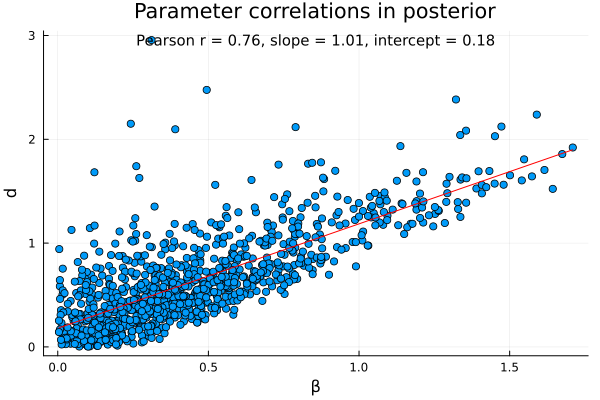 Parameter correlations in posterior
Pearson r = 0.76, slope = 1.01, intercept = 0.18
3
2
d
1
0
0.0 0.5 1.0 1.5
β